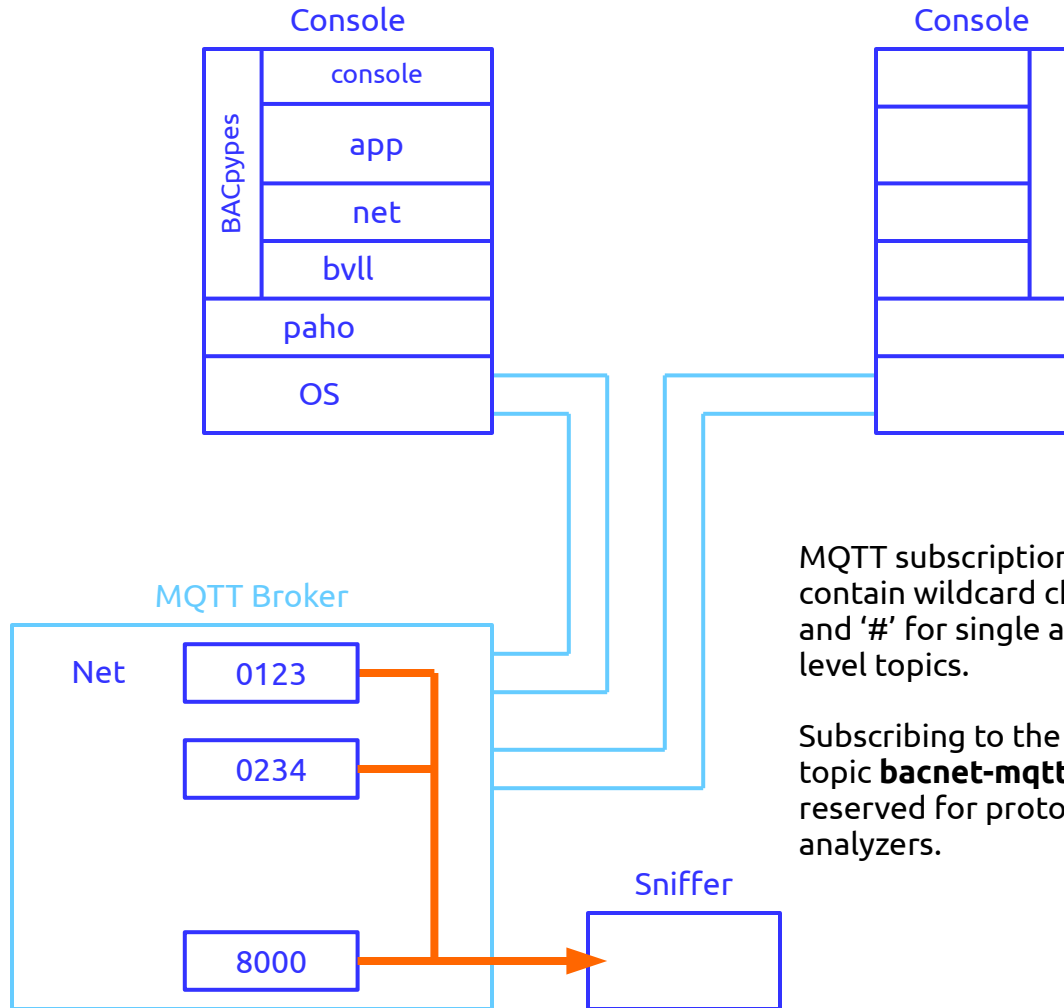 Console
Console
BACpypes
console
app
net
bvll
paho
OS
MQTT subscription
contain wildcard
and ‘#’ for single
level topics.
MQTT Broker
Net
0123
0234
8000
Subscribing to the
topic bacnet-mqtt
reserved for
analyzers.
Sniffer